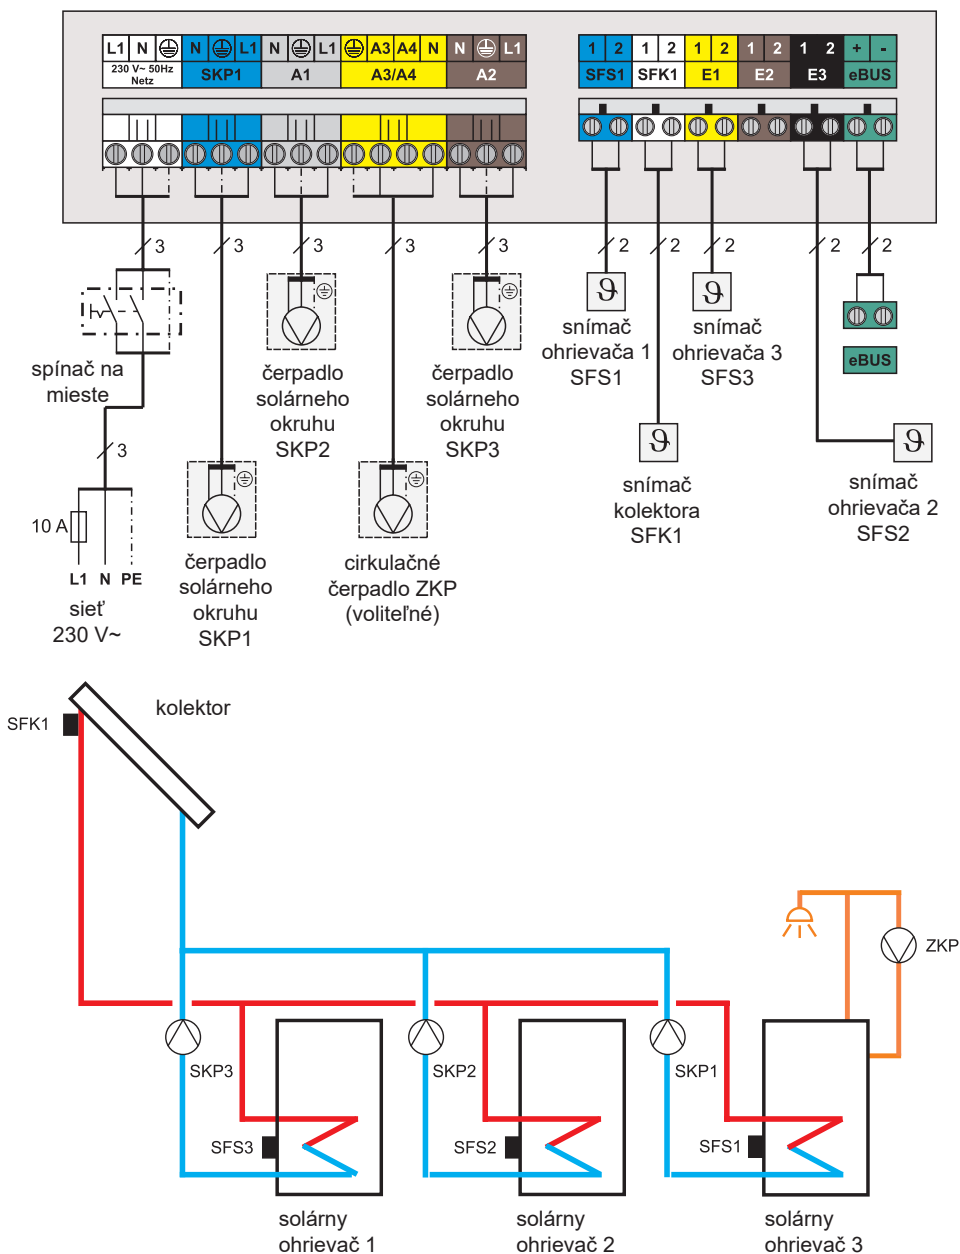 L1 N N L1 N L1 A3 A4 N N L1
230 V~ 50Hz
Netz
SKP1 A1 A3/A4 A2
1 2 1 2 1 2 1 2 1 2 + -
SFS1 SFK1 E1 E2 E3 eBUS
3 3 3 3 3 2 2 2 2 2
spínač na
mieste
3
10 A
L1 N PE
sieť
230 V~
čerpadlo
solárneho
okruhu
SKP1
čerpadlo
solárneho
okruhu
SKP2
cirkulačné
čerpadlo ZKP
(voliteľné)
čerpadlo
solárneho
okruhu
SKP3
ϑ
snímač
ohrievača 1
SFS1
ϑ
snímač
kolektora
SFK1
ϑ
snímač
ohrievača 3
SFS3
ϑ
snímač
ohrievača 2
SFS2
eBUS
SFK1
kolektor
ZKP
SKP3 SKP2 SKP1
SFS3 SFS2 SFS1
solárny
ohrievač 1
solárny
ohrievač 2
solárny
ohrievač 3